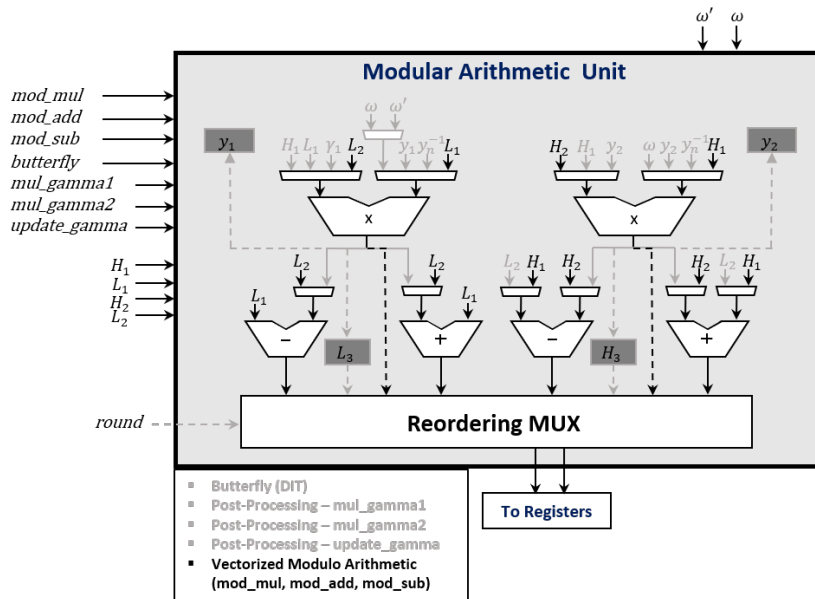 ω′ ω
Modular Arithmetic Unit
mod_mul
mod_add
mod_sub
butterfly
mul_gamma1
mul_gamma2
update_gamma
H₁
L₁
H₂
L₂
round
ω ω′
y₁
H₁ L₁ γ₁ L₂ y₁ yₙ⁻¹ L₁
H₂ H₁ y₂ ω y₂ yₙ⁻¹ H₁
y₂
x x
L₂ L₂ L₂ H₁ H₂ H₂ L₂ H₁
L₁ L₁
− + − +
L₃ H₃
Reordering MUX
▪ Butterfly (DIT)
▪ Post-Processing – mul_gamma1
▪ Post-Processing – mul_gamma2
▪ Post-Processing – update_gamma
▪ Vectorized Modulo Arithmetic
(mod_mul, mod_add, mod_sub)
To Registers